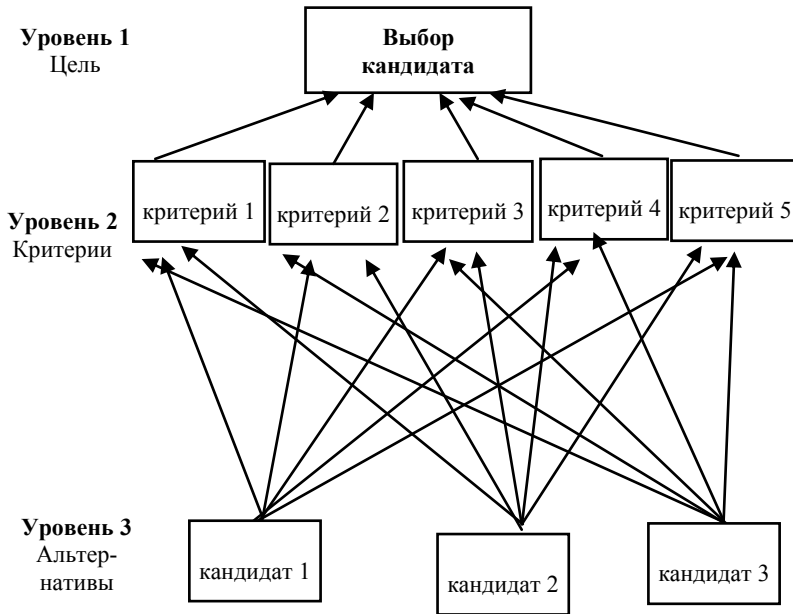 Уровень 1
Цель
Выбор
кандидата
критерий 1
критерий 2
критерий 3
критерий 4
критерий 5
Уровень 2
Критерии
Уровень 3
Альтер-
нативы
кандидат 1
кандидат 2
кандидат 3